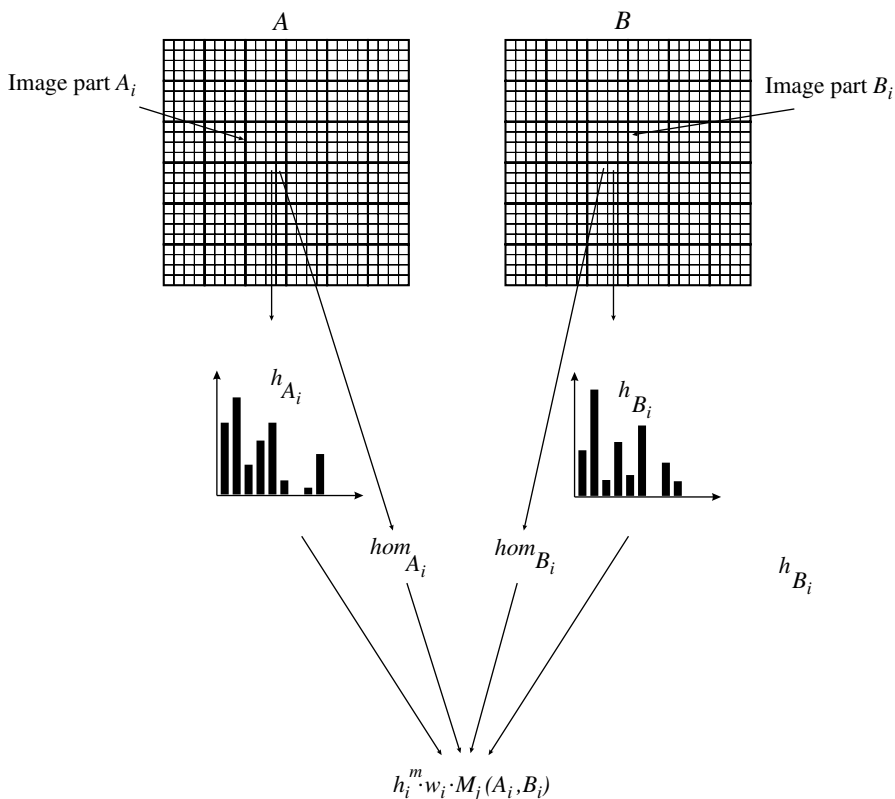 A
B
Image part A_i
Image part B_i
h_{A_i}
h_{B_i}
hom_{A_i}
hom_{B_i}
h_{B_i}
h_i^m · w_i · M_j (A_i , B_i)